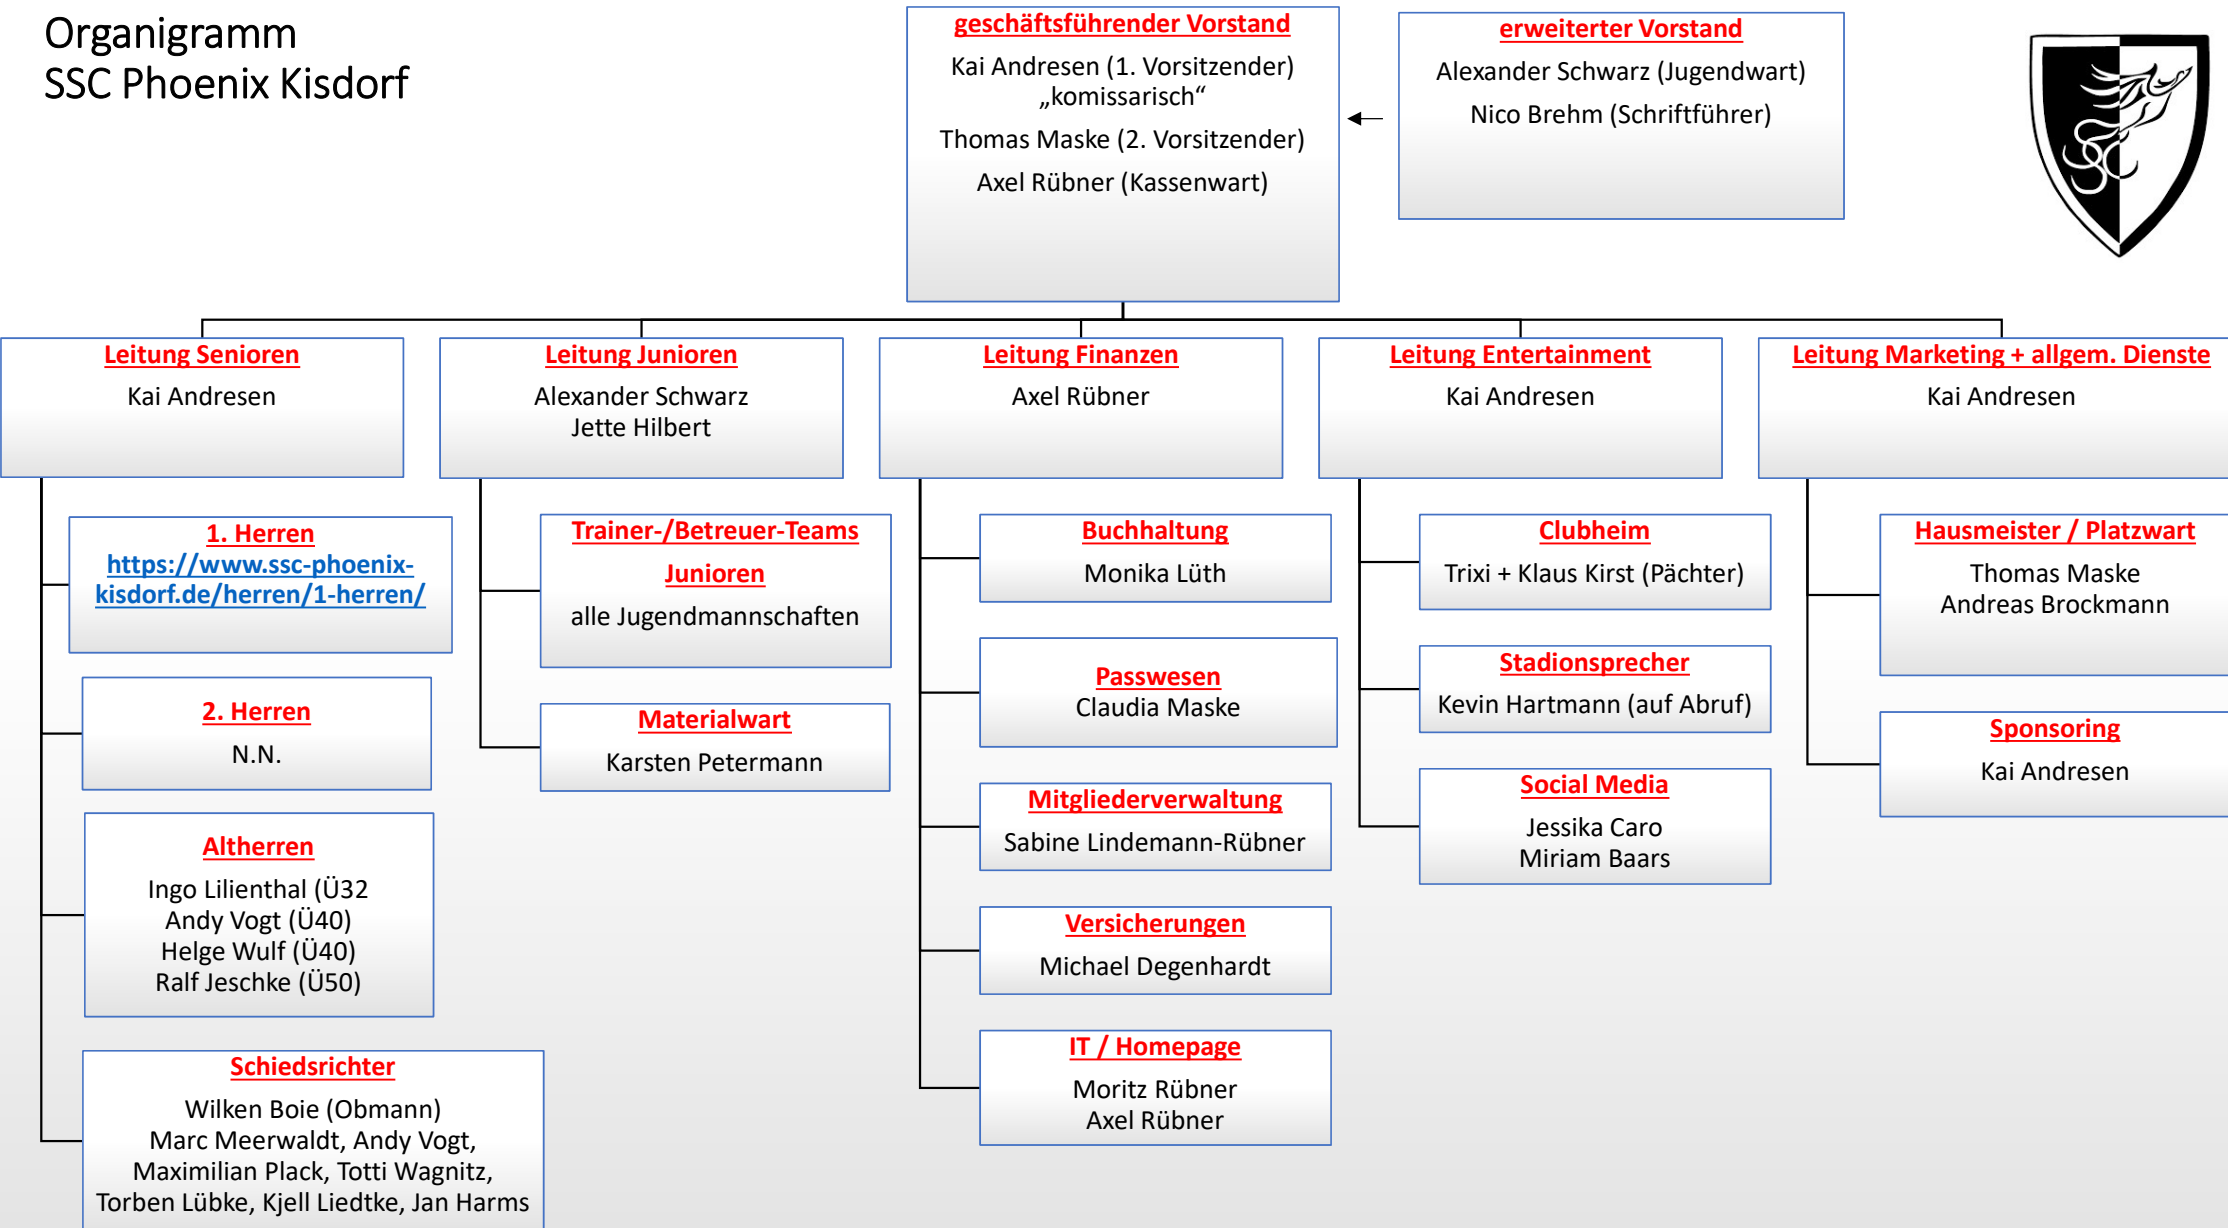 Organigramm
SSC Phoenix Kisdorf
geschäftsführender Vorstand
Kai Andresen (1. Vorsitzender)
„komissarisch“
Thomas Maske (2. Vorsitzender)
Axel Rübner (Kassenwart)
erweiterter Vorstand
Alexander Schwarz (Jugendwart)
Nico Brehm (Schriftführer)
SSC
Leitung Senioren
Kai Andresen
1. Herren
https://www.ssc-phoenix-
kisdorf.de/herren/1-herren/
2. Herren
N.N.
Altherren
Ingo Lilienthal (Ü32
Andy Vogt (Ü40)
Helge Wulf (Ü40)
Ralf Jeschke (Ü50)
Schiedsrichter
Wilken Boie (Obmann)
Marc Meerwaldt, Andy Vogt,
Maximilian Plack, Totti Wagnitz,
Torben Lübke, Kjell Liedtke, Jan Harms
Leitung Junioren
Alexander Schwarz
Jette Hilbert
Trainer-/Betreuer-Teams
Junioren
alle Jugendmannschaften
Materialwart
Karsten Petermann
Leitung Finanzen
Axel Rübner
Buchhaltung
Monika Lüth
Passwesen
Claudia Maske
Mitgliederverwaltung
Sabine Lindemann-Rübner
Versicherungen
Michael Degenhardt
IT / Homepage
Moritz Rübner
Axel Rübner
Leitung Entertainment
Kai Andresen
Clubheim
Trixi + Klaus Kirst (Pächter)
Stadionsprecher
Kevin Hartmann (auf Abruf)
Social Media
Jessika Caro
Miriam Baars
Leitung Marketing + allgem. Dienste
Kai Andresen
Hausmeister / Platzwart
Thomas Maske
Andreas Brockmann
Sponsoring
Kai Andresen